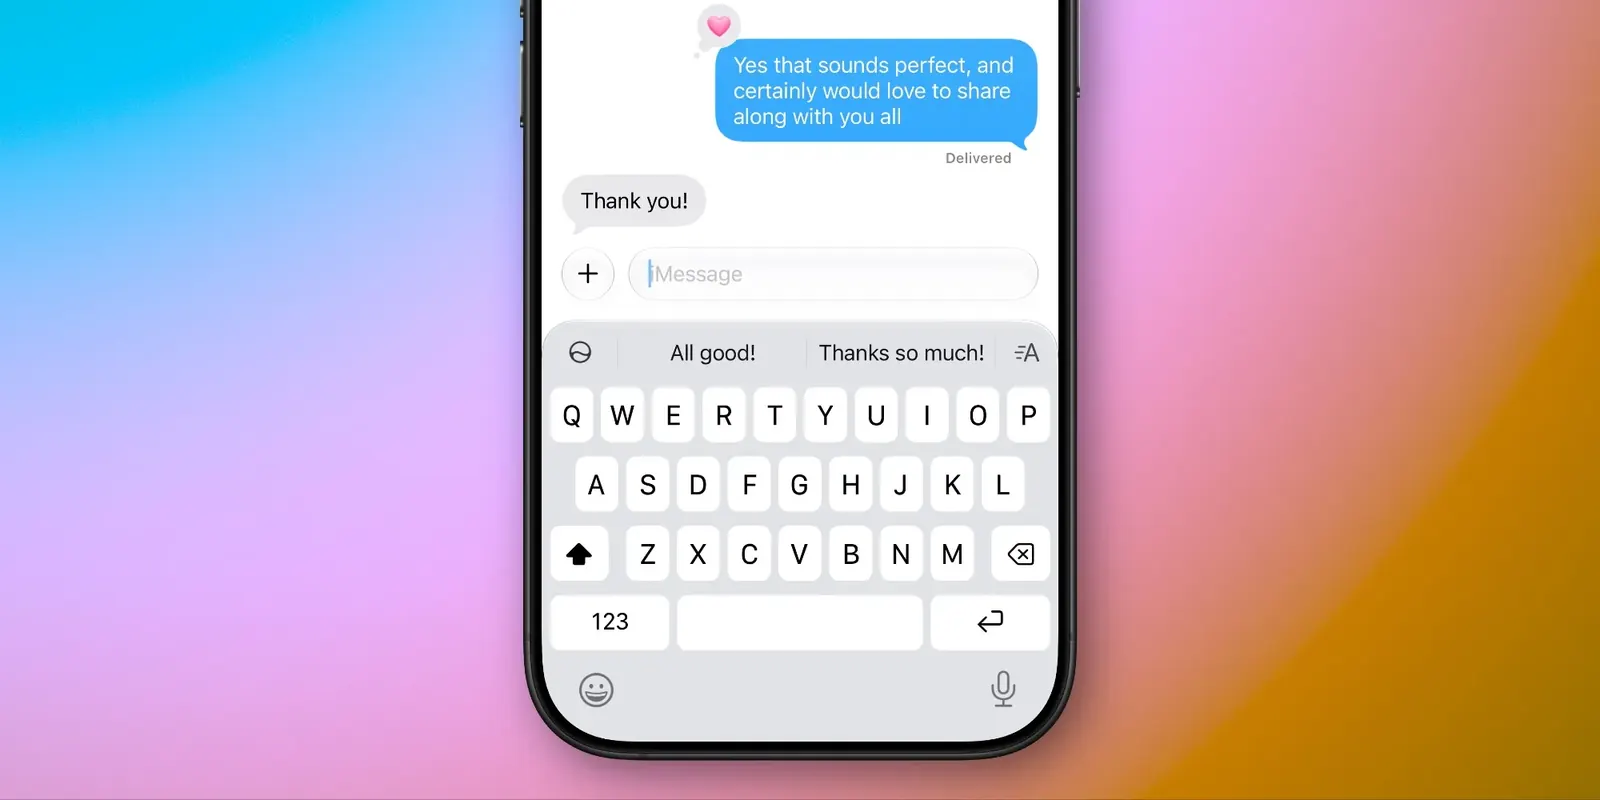 Yes that sounds perfect, and
certainly would love to share
along with you all
Delivered
Thank you!
iMessage
All good! Thanks so much!
Q W E R T Y U I O P
A S D F G H J K L
Z X C V B N M
123